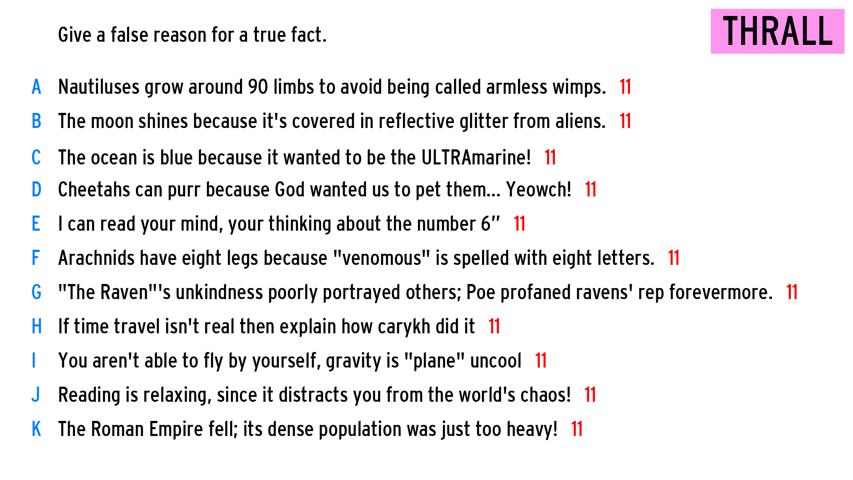 Give a false reason for a true fact.
THRALL
A Nautiluses grow around 90 limbs to avoid being called armless wimps. 11
B The moon shines because it's covered in reflective glitter from aliens. 11
C The ocean is blue because it wanted to be the ULTRAmarine! 11
D Cheetahs can purr because God wanted us to pet them... Yeowch! 11
E I can read your mind, your thinking about the number 6” 11
F Arachnids have eight legs because "venomous" is spelled with eight letters. 11
G "The Raven"'s unkindness poorly portrayed others; Poe profaned ravens' rep forevermore. 11
H If time travel isn't real then explain how carykh did it 11
I You aren't able to fly by yourself, gravity is "plane" uncool 11
J Reading is relaxing, since it distracts you from the world's chaos! 11
K The Roman Empire fell; its dense population was just too heavy! 11